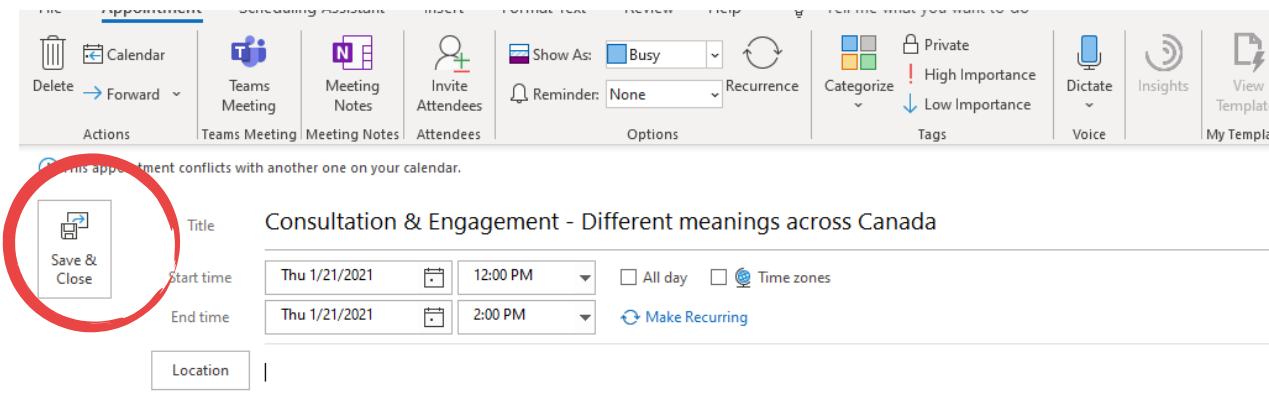 File Appointment Scheduling Assistant Insert Format Text Review Help Tell me what you want to do
Calendar
Delete
Forward
Actions
Teams
Meeting
Teams Meeting
Meeting
Notes
Meeting Notes
Invite
Attendees
Attendees
Show As: Busy
Reminder: None
Recurrence
Options
Categorize
Private
High Importance
Low Importance
Tags
Dictate
Voice
Insights
View
My
This appointment conflicts with another one on your calendar.
Save &
Close
Title Consultation & Engagement - Different meanings across Canada
Start time Thu 1/21/2021 12:00 PM All day Time zones
End time Thu 1/21/2021 2:00 PM Make Recurring
Location